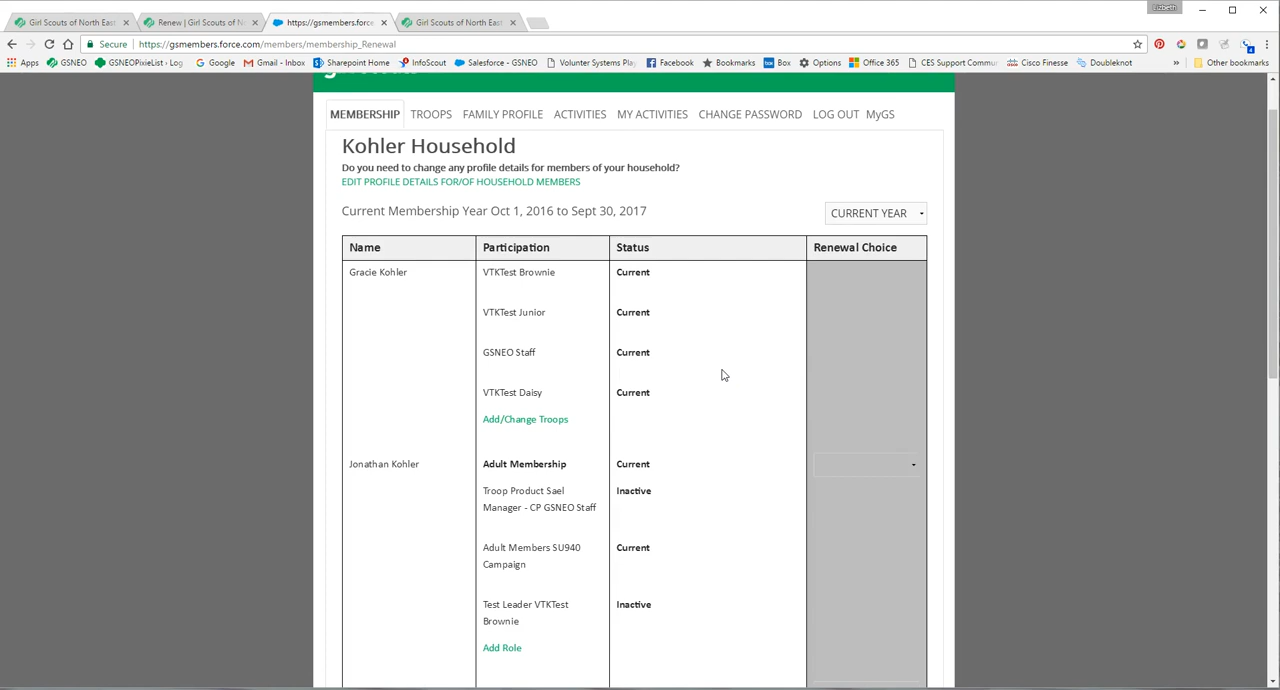 Lizbeth
Girl Scouts of North East
Renew | Girl Scouts of No
https://gsmembers.force
Girl Scouts of North East
Secure https://gsmembers.force.com/members/membership_Renewal
Apps GSNEO GSNEOPixieList › Log Google Gmail - Inbox Sharepoint Home InfoScout Salesforce - GSNEO Volunter Systems Play Facebook Bookmarks Box Options Office 365 CES Support Commu Cisco Finesse Doubleknot » Other bookmarks
MEMBERSHIP TROOPS FAMILY PROFILE ACTIVITIES MY ACTIVITIES CHANGE PASSWORD LOG OUT MyGS
Kohler Household
Do you need to change any profile details for members of your household?
EDIT PROFILE DETAILS FOR/OF HOUSEHOLD MEMBERS
Current Membership Year Oct 1, 2016 to Sept 30, 2017
CURRENT YEAR
Name Participation Status Renewal Choice
Gracie Kohler VTKTest Brownie Current
VTKTest Junior Current
GSNEO Staff Current
VTKTest Daisy Current
Add/Change Troops
Jonathan Kohler Adult Membership Current
Troop Product Sael Inactive
Manager - CP GSNEO Staff
Adult Members SU940 Current
Campaign
Test Leader VTKTest Inactive
Brownie
Add Role